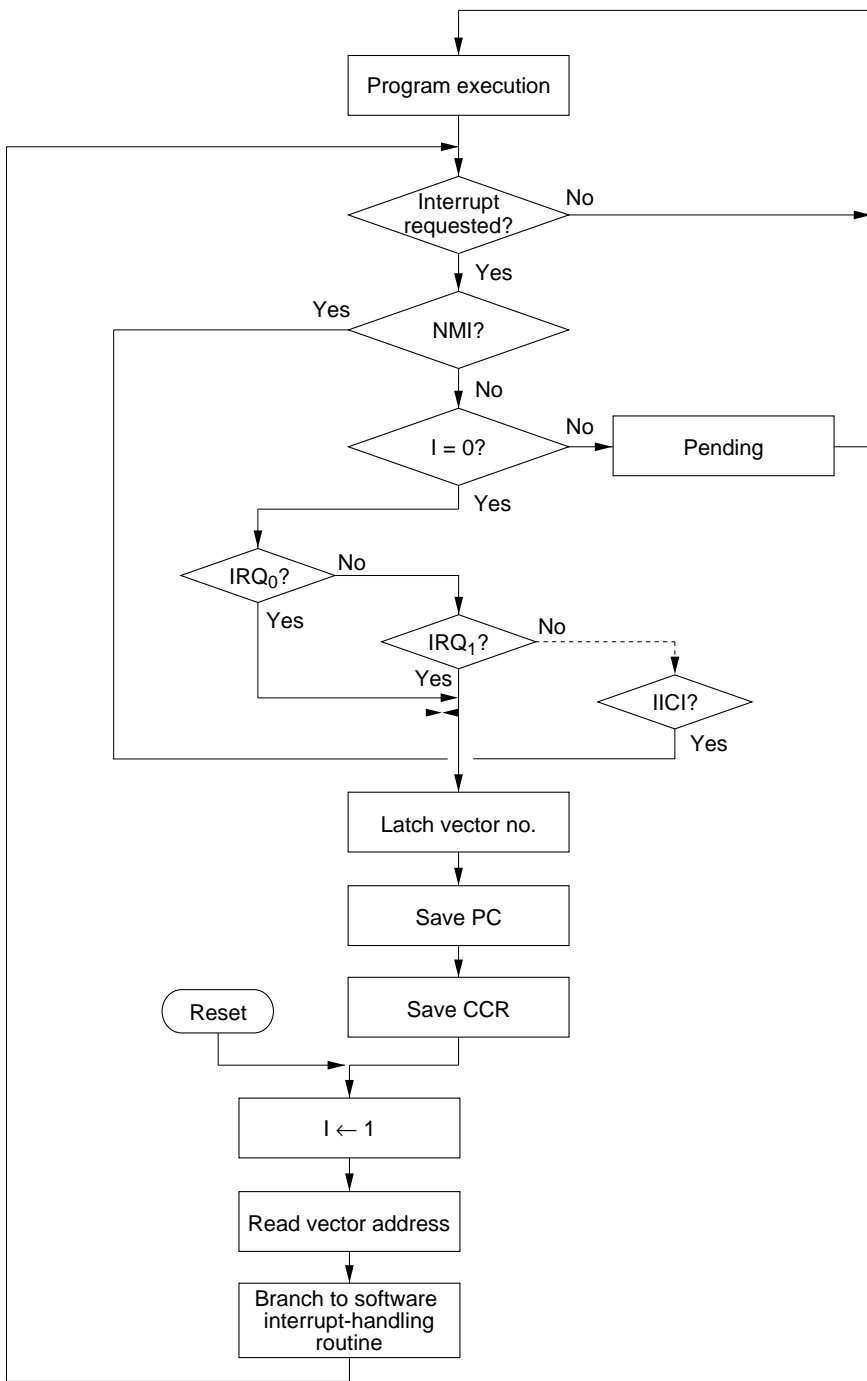 Program execution
Interrupt
requested?
No
Yes
Yes
NMI?
No
I = 0?
No
Pending
Yes
IRQ0?
No
Yes
IRQ1?
No
Yes
IICI?
Yes
Latch vector no.
Save PC
Save CCR
Reset
I ← 1
Read vector address
Branch to software
interrupt-handling
routine